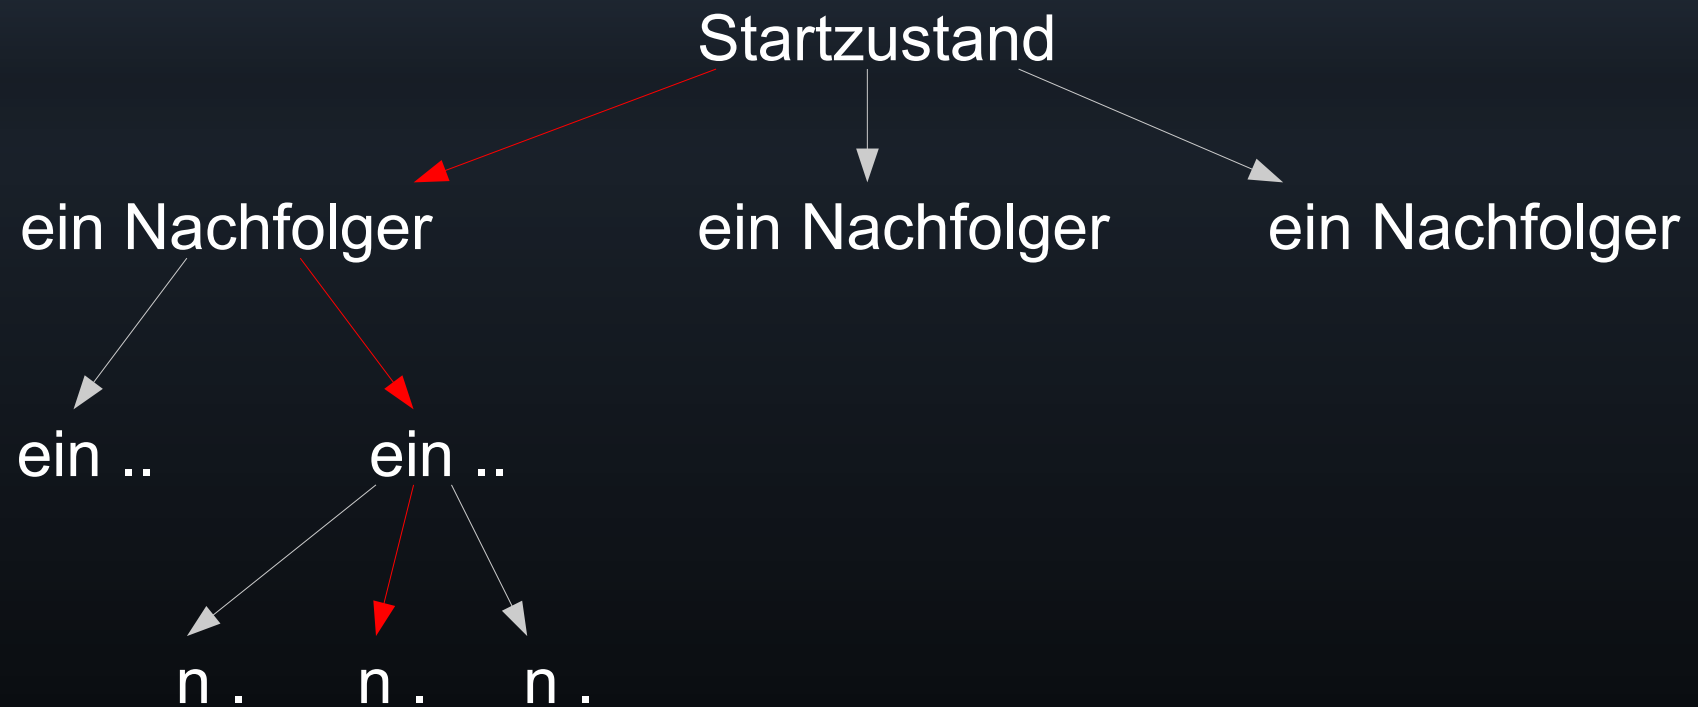 Startzustand
ein Nachfolger ein Nachfolger ein Nachfolger
ein .. ein ..
n . n . n .